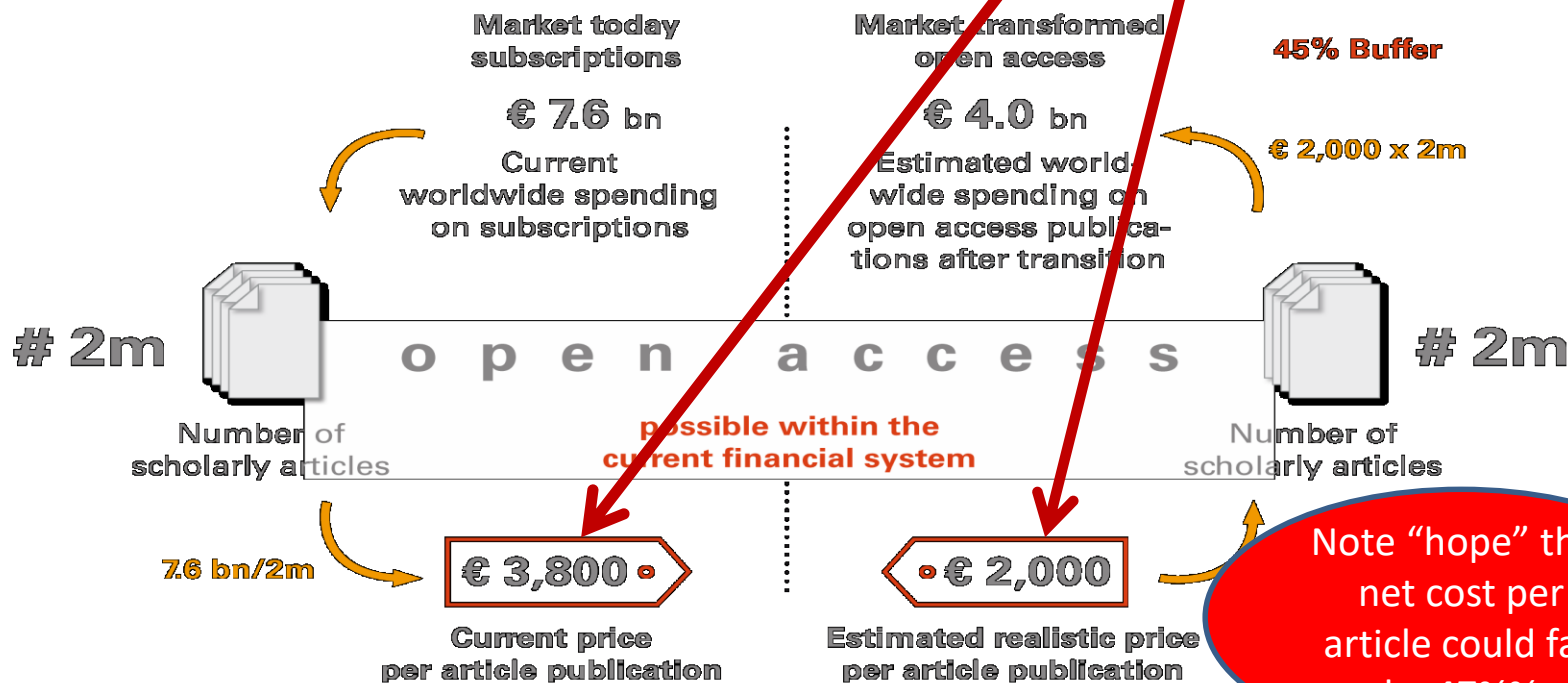 Market today
subscriptions
€ 7.6 bn
Current
worldwide spending
on subscriptions
Market transformed
open access
€ 4.0 bn
Estimated world-
wide spending on
open access publica-
tions after transition
45% Buffer
€ 2,000 x 2m
# 2m
Number of
scholarly articles
open access
possible within the
current financial system
# 2m
Number of
scholarly articles
7.6 bn/2m
€ 3,800
Current price
per article publication
€ 2,000
Estimated realistic price
per article publication
Note “hope”
net cost per
article could